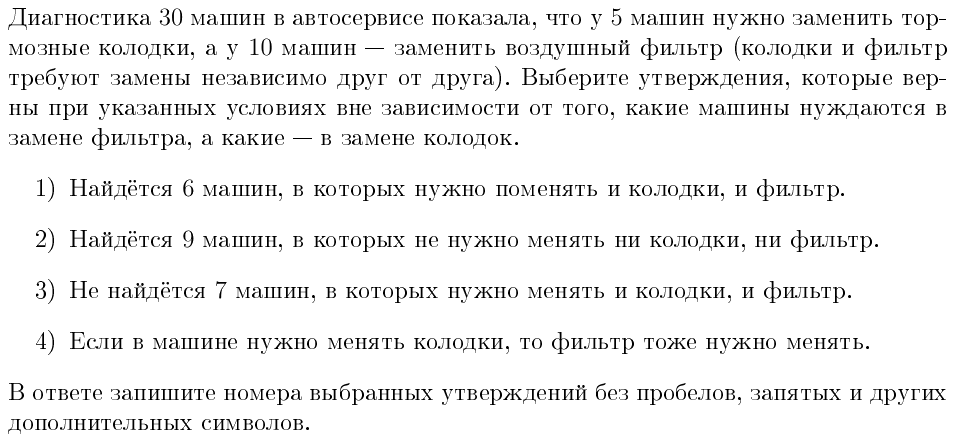 Диагностика 30 машин в автосервисе показала, что у 5 машин нужно заменить тор-
мозные колодки, а у 10 машин — заменить воздушный фильтр (колодки и фильтр
требуют замены независимо друг от друга). Выберите утверждения, которые вер-
ны при указанных условиях вне зависимости от того, какие машины нуждаются в
замене фильтра, а какие — в замене колодок.
1) Найдётся 6 машин, в которых нужно поменять и колодки, и фильтр.
2) Найдётся 9 машин, в которых не нужно менять ни колодки, ни фильтр.
3) Не найдётся 7 машин, в которых нужно менять и колодки, и фильтр.
4) Если в машине нужно менять колодки, то фильтр тоже нужно менять.
В ответе запишите номера выбранных утверждений без пробелов, запятых и других
дополнительных символов.